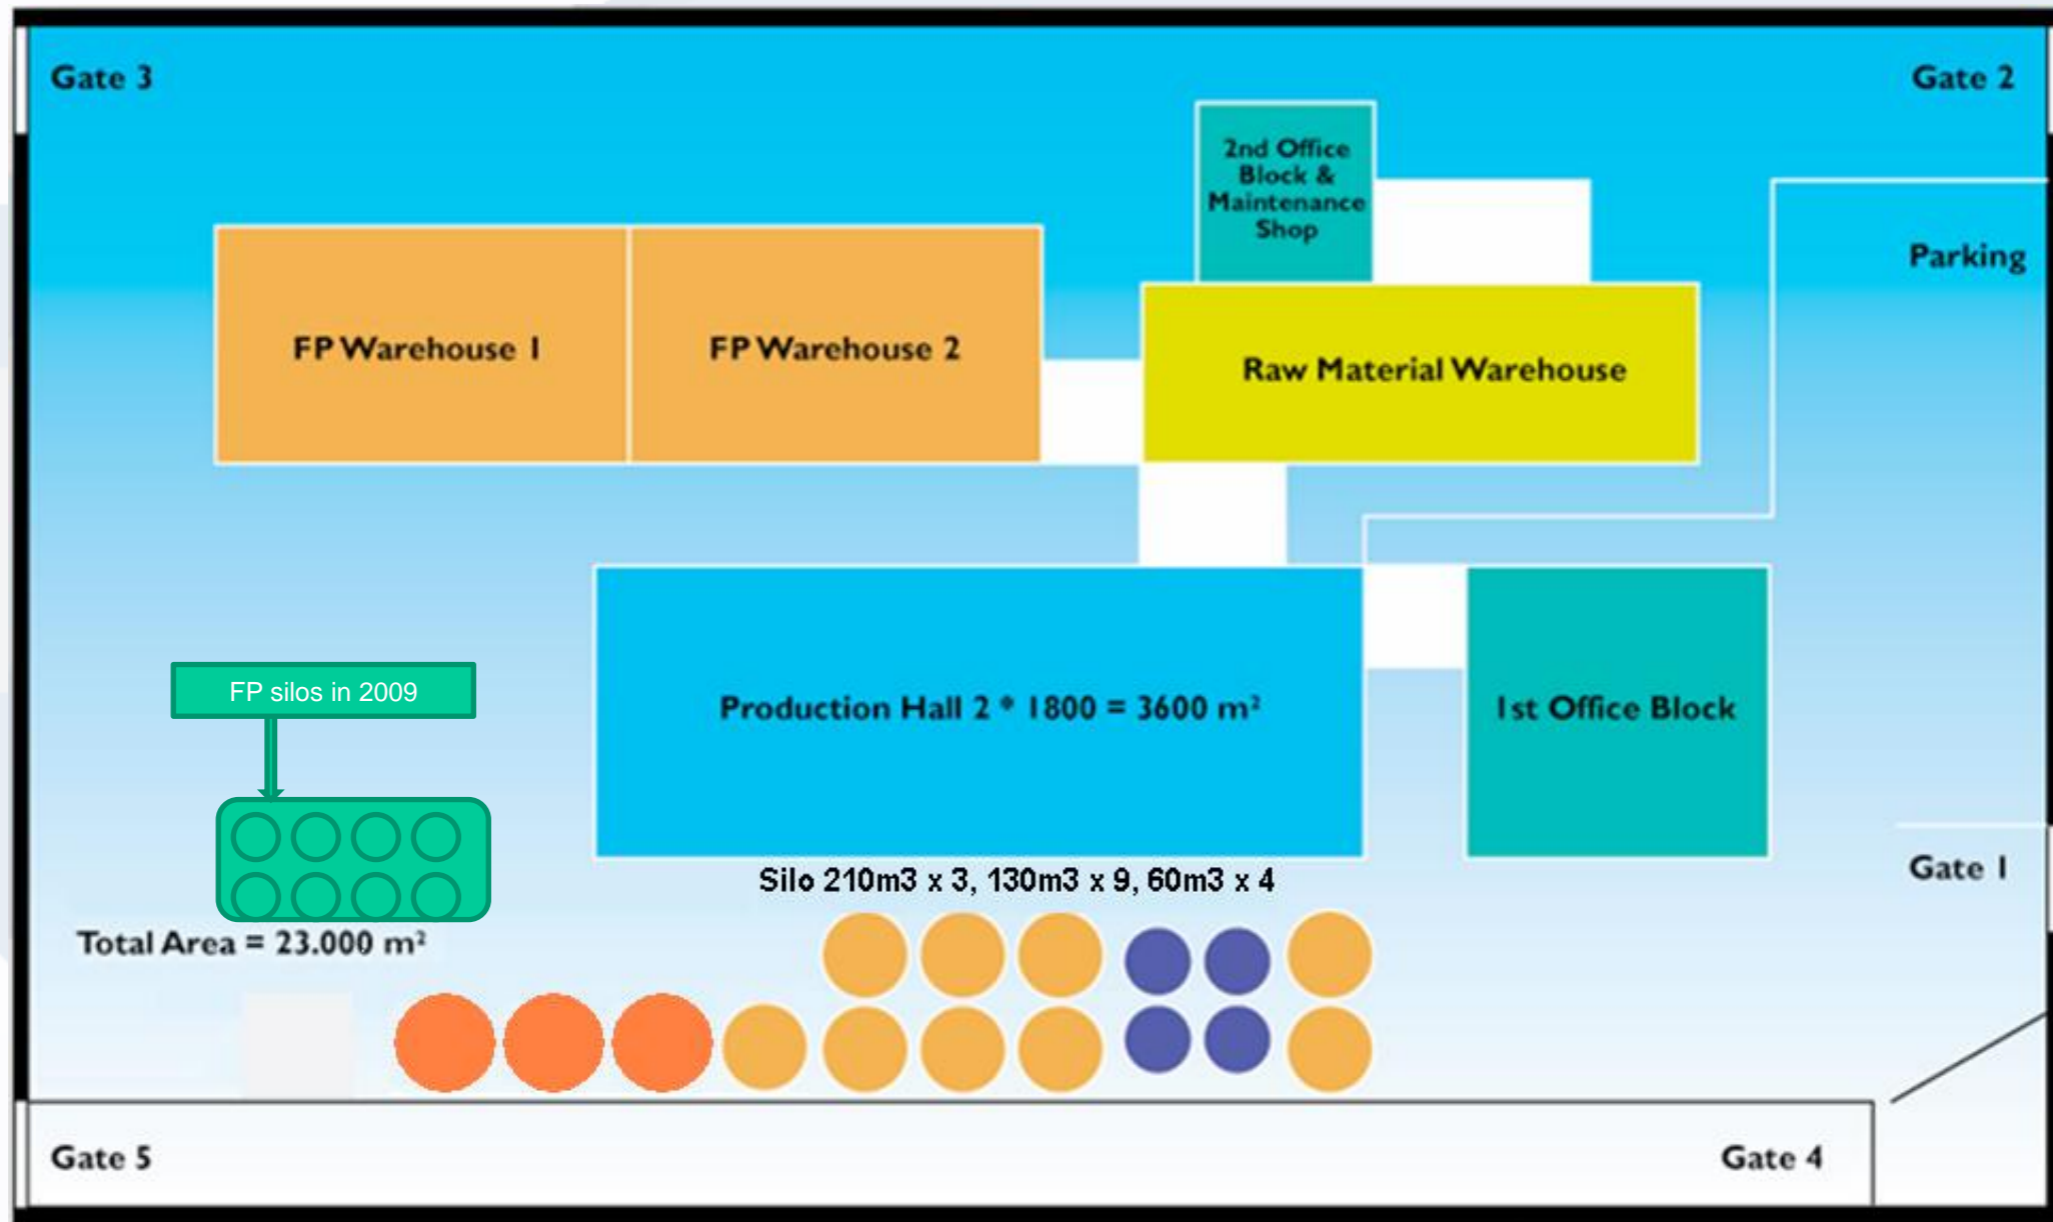 Gate 3
Gate 2
2nd Office
Block &
Maintenance
Shop
Parking
FP Warehouse 1
FP Warehouse 2
Raw Material Warehouse
FP silos in 2009
Production Hall 2 * 1800 = 3600 m²
1st Office Block
Silo 210m3 x 3, 130m3 x 9, 60m3 x 4
Gate 1
Total Area = 23.000 m²
Gate 5
Gate 4